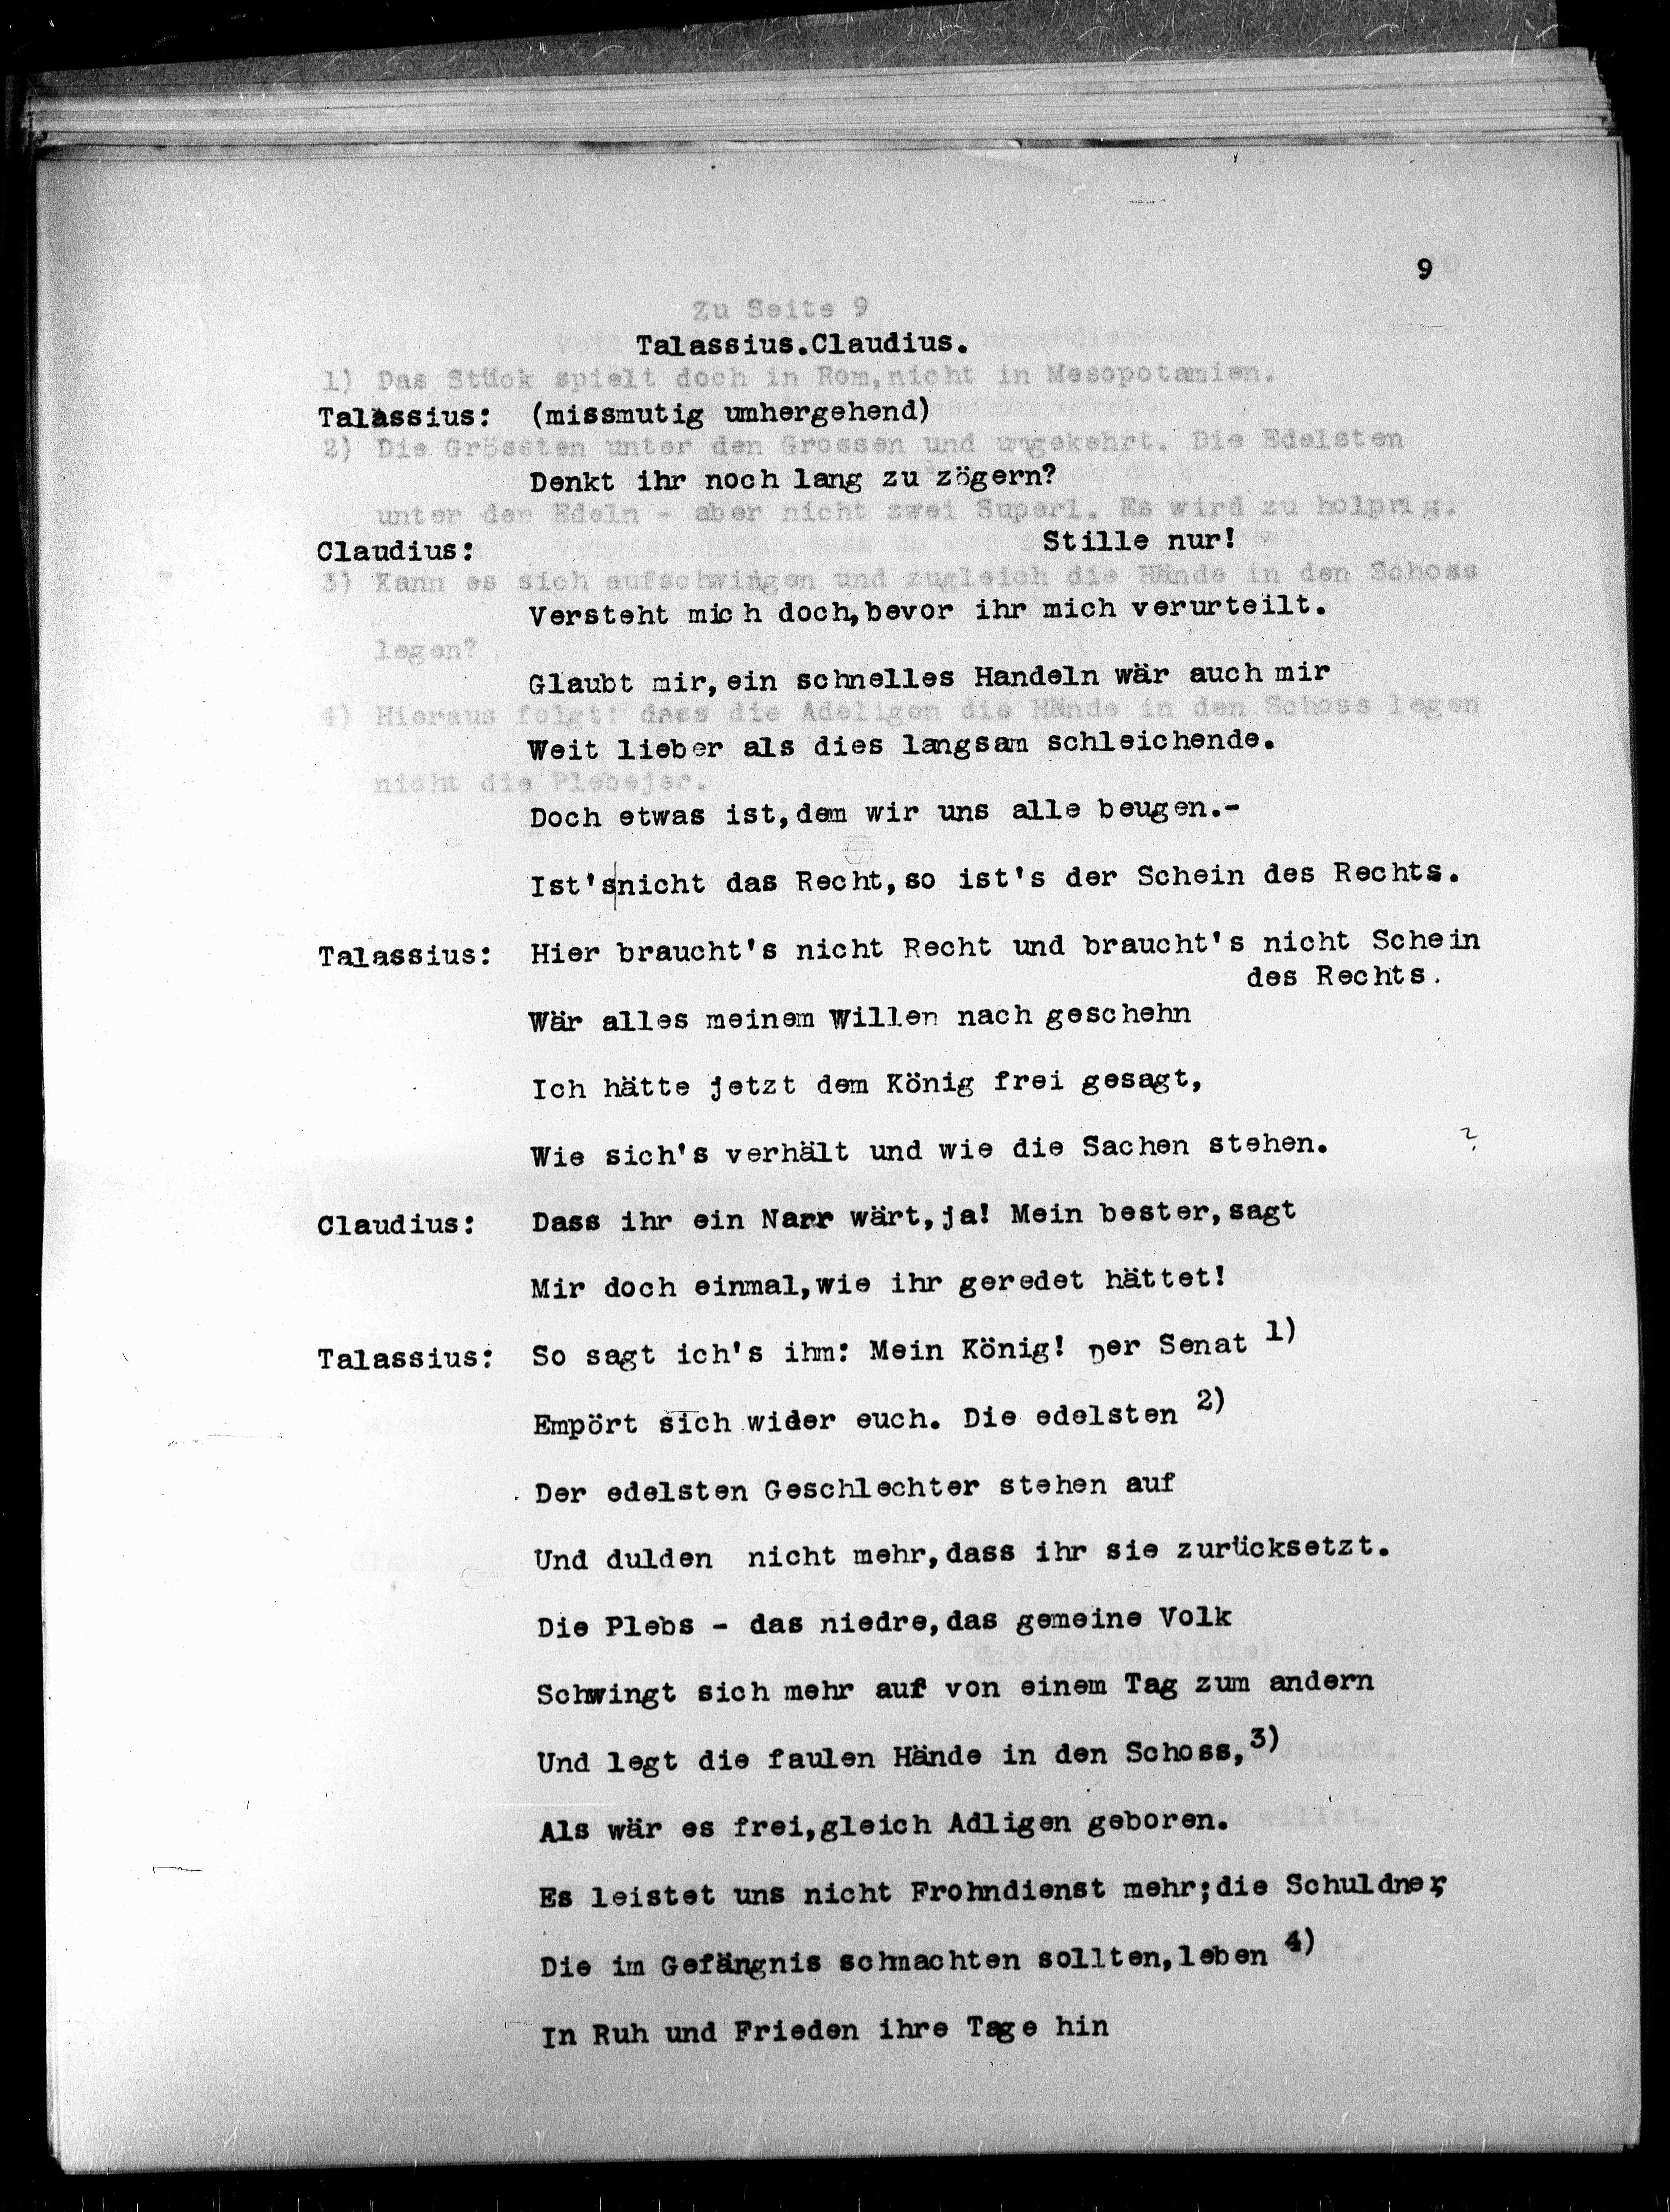 9
Zu Seite 9
Talassius.Claudius.
1) Das Stück spielt doch in Rom,nicht in Mesopotamien.
Talassius: (missmutig umhergehend)
2) Die Grössten unter den Grossen und umgekehrt. Die Edelsten
Denkt ihr noch lang zu zögern?
unter den Edeln - aber nicht zwei Superl. Es wird zu holprig.
Claudius: Stille nur!
3) Kann es sich aufschwingen und zugleich die Hände in den Schoss
Versteht mich doch,bevor ihr mich verurteilt.
legen?
Glaubt mir,ein schnelles Handeln wär auch mir
4) Hieraus folgt: dass die Adeligen die Hände in den Schoss legen
Weit lieber als dies langsam schleichende.
nicht die Plebejer.
Doch etwas ist,dem wir uns alle beugen.-
Ist's|nicht das Recht,so ist's der Schein des Rechts.
Talassius: Hier braucht's nicht Recht und braucht's nicht Schein
des Rechts.
Wär alles meinem Willen nach geschehn
Ich hätte jetzt dem König frei gesagt,
Wie sich's verhält und wie die Sachen stehen. ?
Claudius: Dass ihr ein Narr wärt,ja! Mein bester,sagt
Mir doch einmal,wie ihr geredet hättet!
Talassius: So sagt ich's ihm: Mein König! Der Senat 1)
Empört sich wider euch. Die edelsten 2)
Der edelsten Geschlechter stehen auf
Und dulden nicht mehr,dass ihr sie zurücksetzt.
Die Plebs - das niedre,das gemeine Volk
Schwingt sich mehr auf von einem Tag zum andern
Und legt die faulen Hände in den Schoss,3)
Als wär es frei,gleich Adligen geboren.
Es leistet uns nicht Frohndienst mehr;die Schuldner,
Die im Gefängnis schmachten sollten,leben 4)
In Ruh und Frieden ihre Tage hin